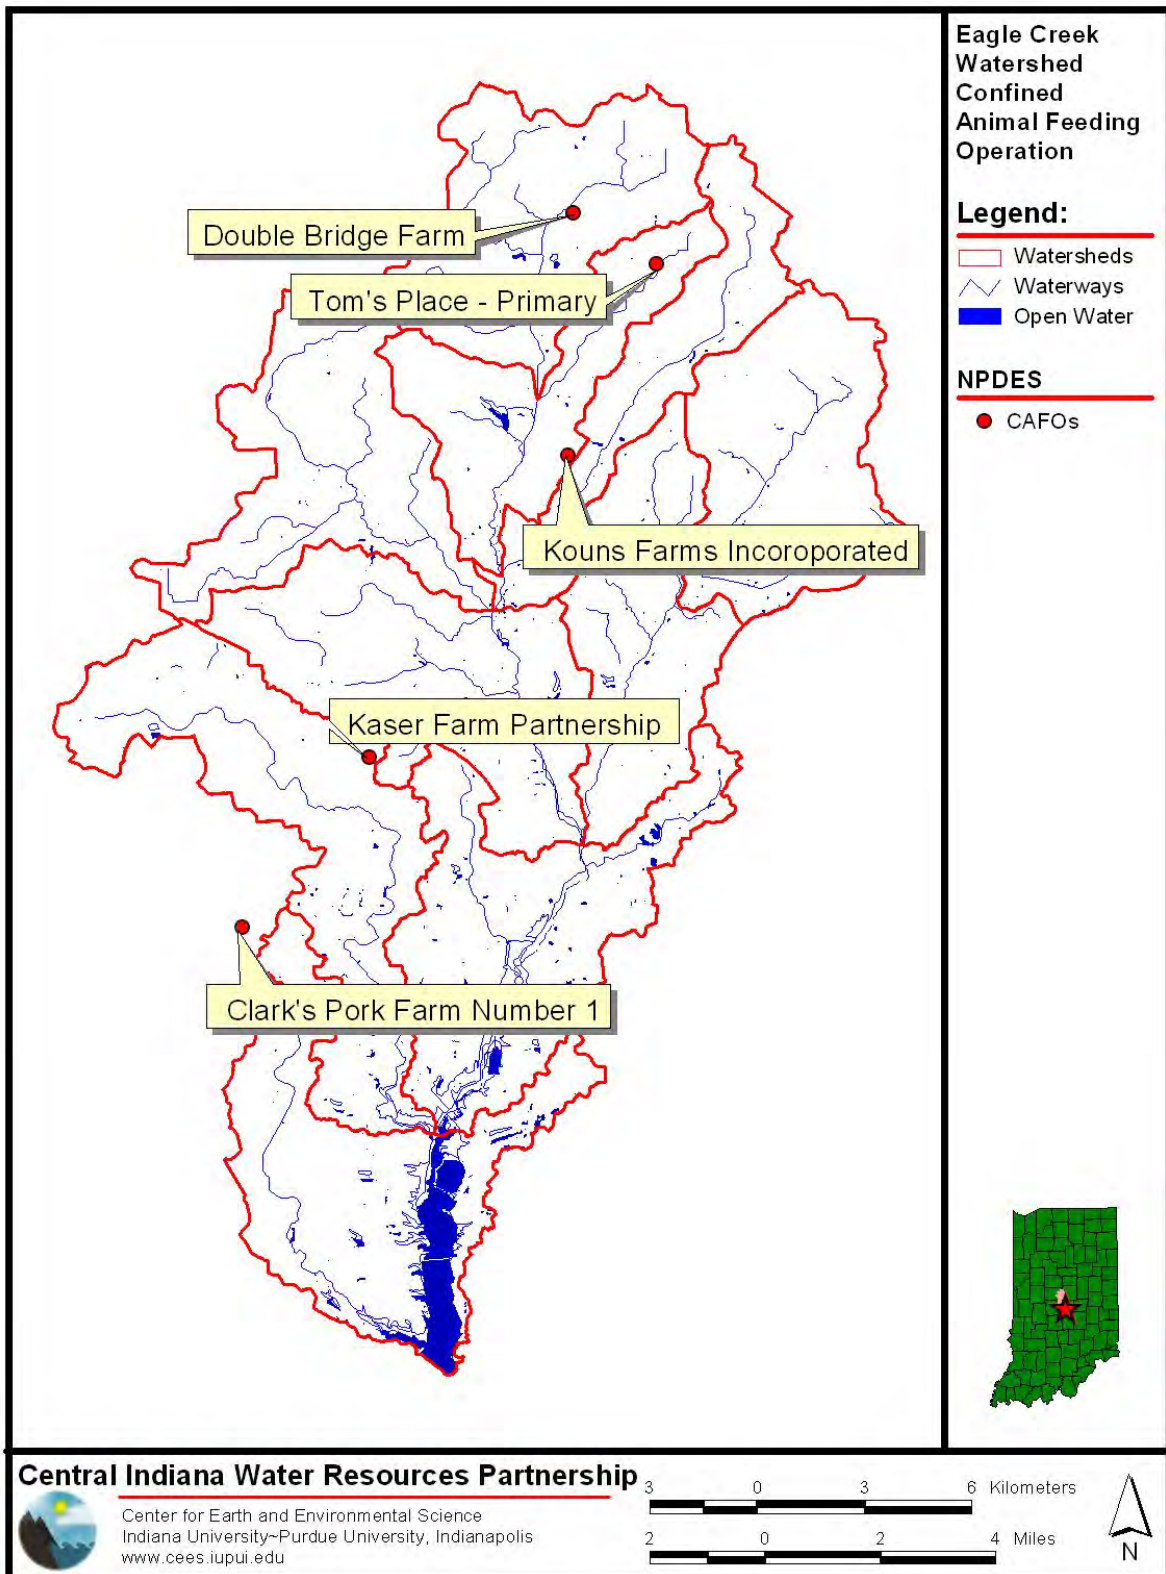 Eagle Creek
Watershed
Confined
Animal Feeding
Operation
Legend:
Watersheds
Waterways
Open Water
NPDES
CAFOs
Double Bridge Farm
Tom's Place - Primary
Kouns Farms Incoroporated
Kaser Farm Partnership
Clark's Pork Farm Number 1
Central Indiana Water Resources Partnership
Center for Earth and Environmental Science
Indiana University~Purdue University, Indianapolis
www.cees.iupui.edu
3 0 3 6 Kilometers
2 0 2 4 Miles
N